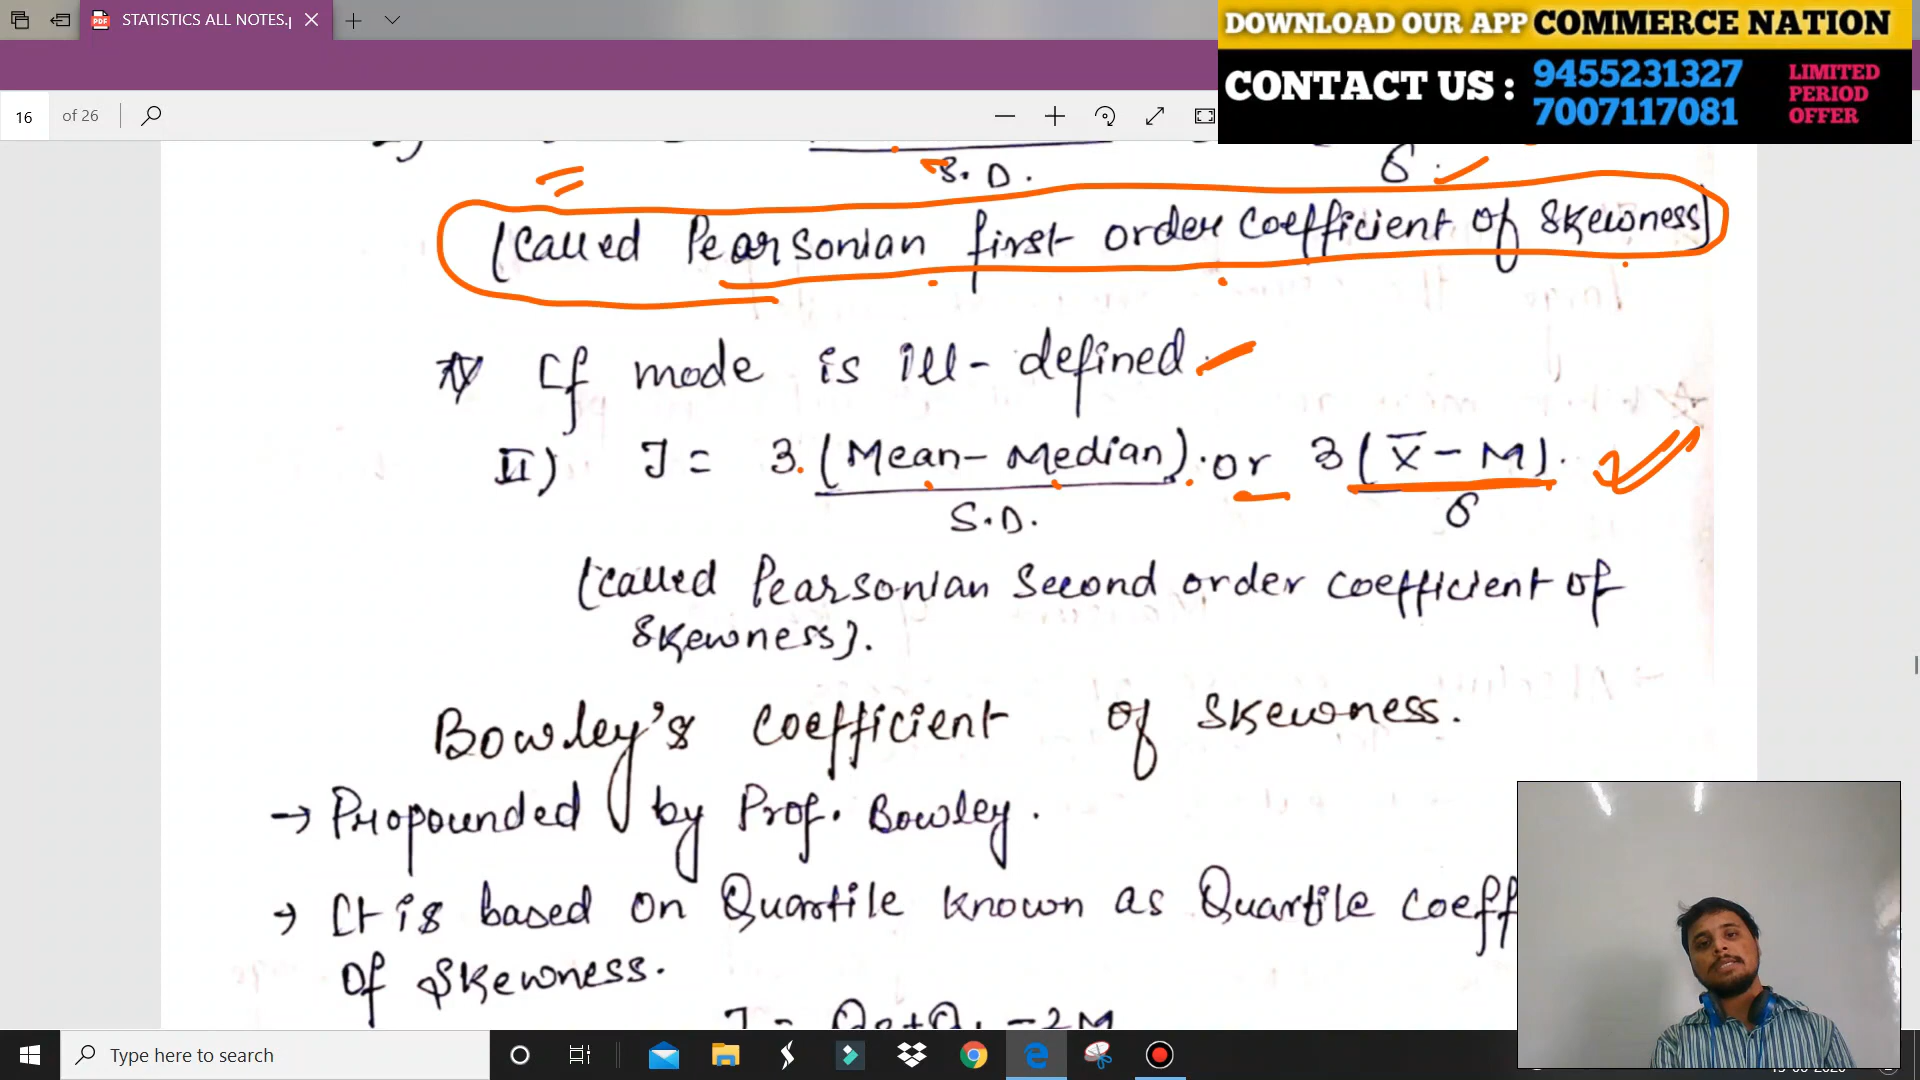 STATISTICS ALL NOTES.p
DOWNLOAD OUR APP COMMERCE NATION
CONTACT US : 9455231327
7007117081
LIMITED
PERIOD
OFFER
16 of 26
S.D. σ
(Called Pearsonian first order Coefficient of Skewness)
If mode is ill-defined.
II) J = 3 (Mean - Median) or 3 (X̅ - M).
S.D. σ
(Called Pearsonian Second order coefficient of
Skewness).
Bowley's Coefficient of Skewness.
→ Propounded by Prof. Bowley.
→ It is based on Quartile known as Quartile coeff
of Skewness.
J = Q3+Q1-2M
Type here to search